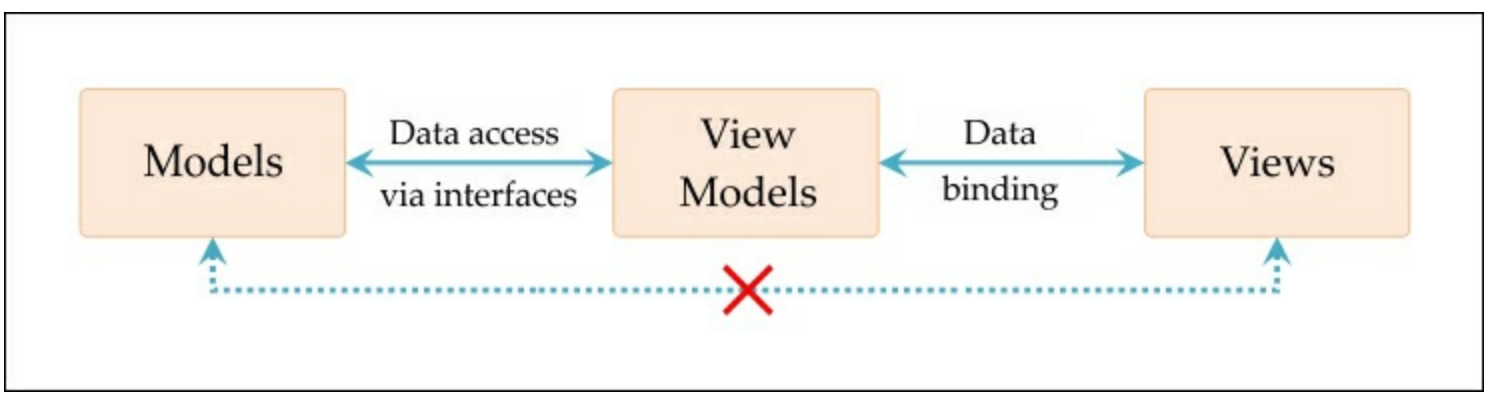 Models
Data access
via interfaces
View
Models
Data
binding
Views